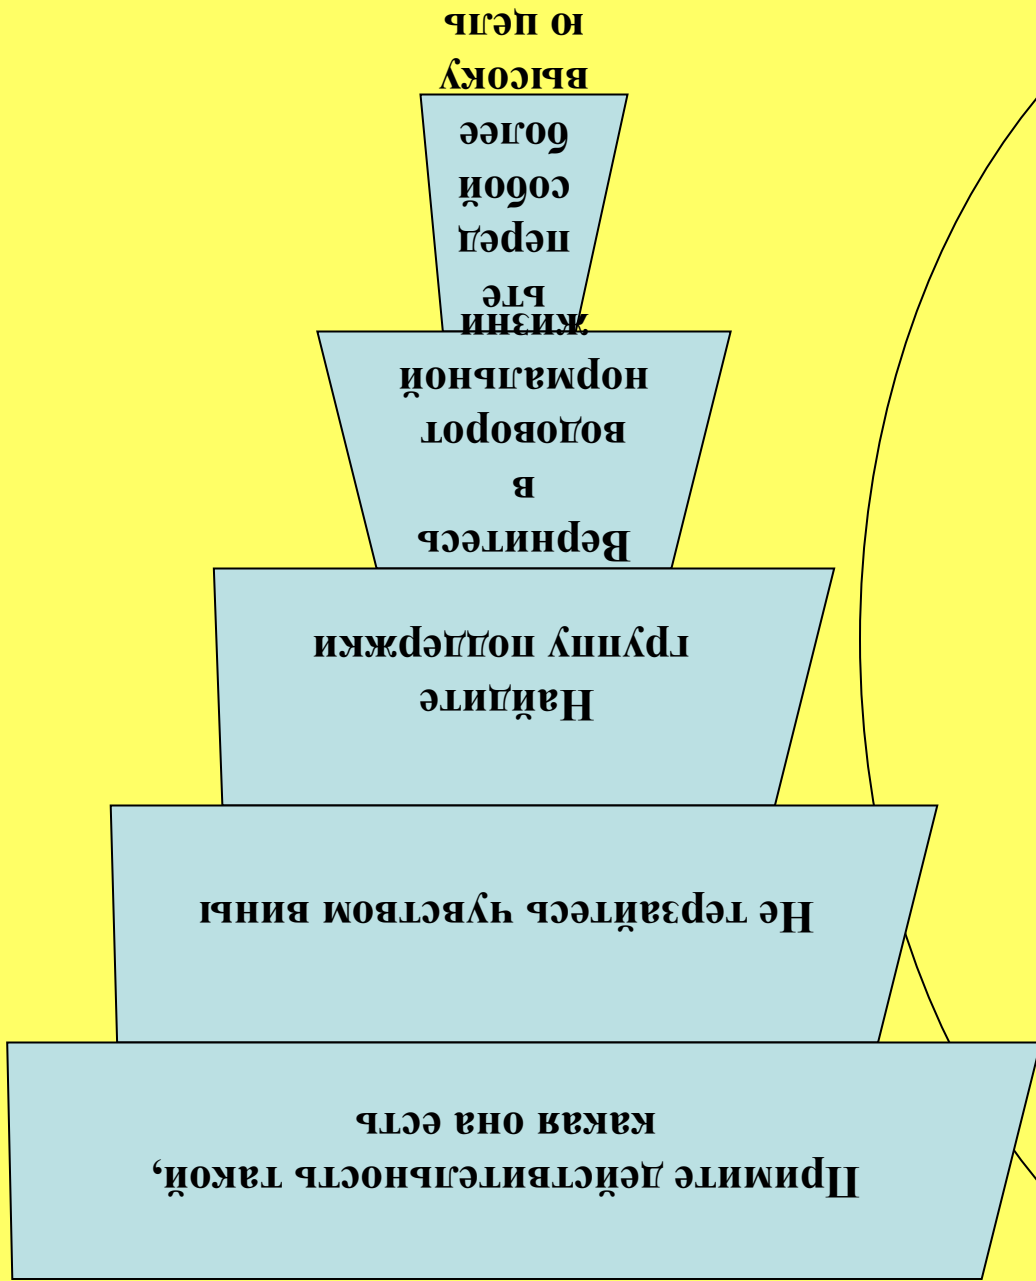 Примите действительность такой,
какая она есть
Не терзайтесь чувством вины
Найдите
группу поддержки
Вернитесь
в
водоворот
нормальной
жизни
ьте
перед
собой
более
высоку
ю цель